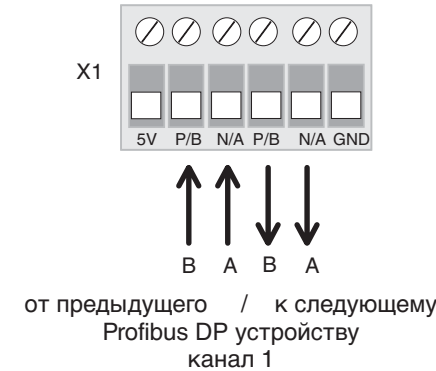 X1
5V P/B N/A P/B N/A GND
B A B A
от предыдущего / к следующему
Profibus DP устройству
канал 1